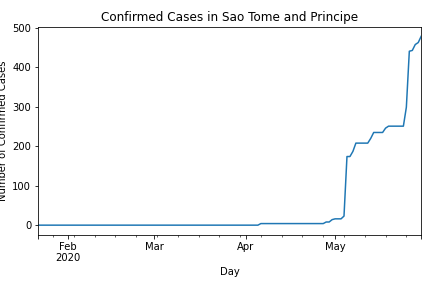 Confirmed Cases in Sao Tome and Principe
500
400
300
200
100
0
Number of Confirmed Cases
Feb
2020
Mar
Apr
May
Day